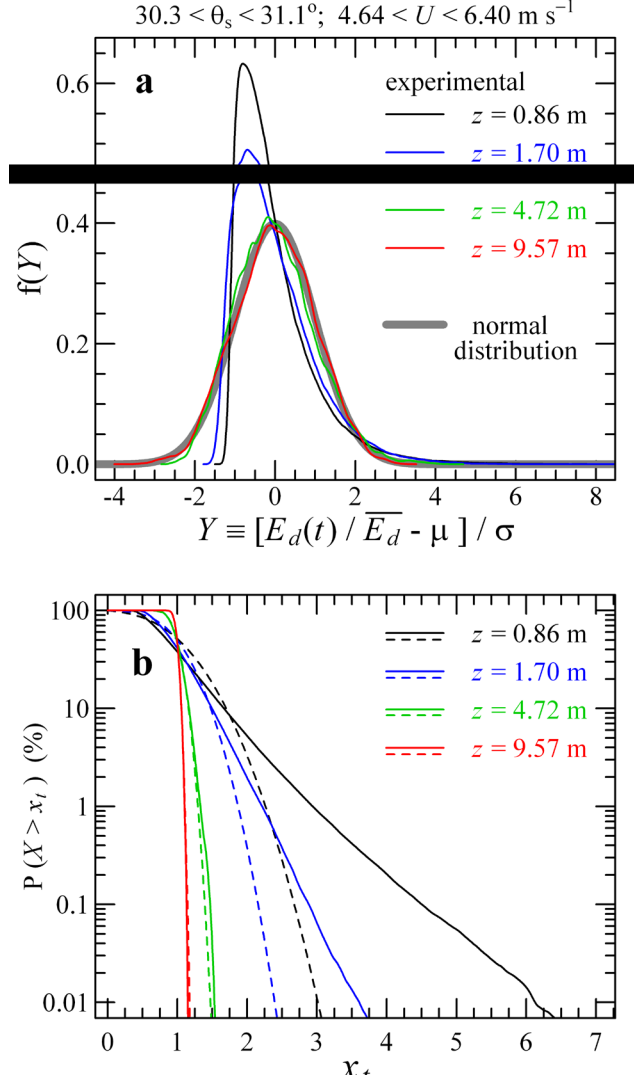 30.3 < θs < 31.1°; 4.64 < U < 6.40 m s⁻¹
a
experimental
z = 0.86 m
z = 1.70 m
z = 4.72 m
z = 9.57 m
normal
distribution
f(Y)
0.6
0.4
0.2
0.0
-4 -2 0 2 4 6 8
Y ≡ [Ed(t) / Ed - μ ] / σ
b
z = 0.86 m
z = 1.70 m
z = 4.72 m
z = 9.57 m
P (X > xt ) (%)
100
10
1
0.1
0.01
0 1 2 3 4 5 6 7
xt